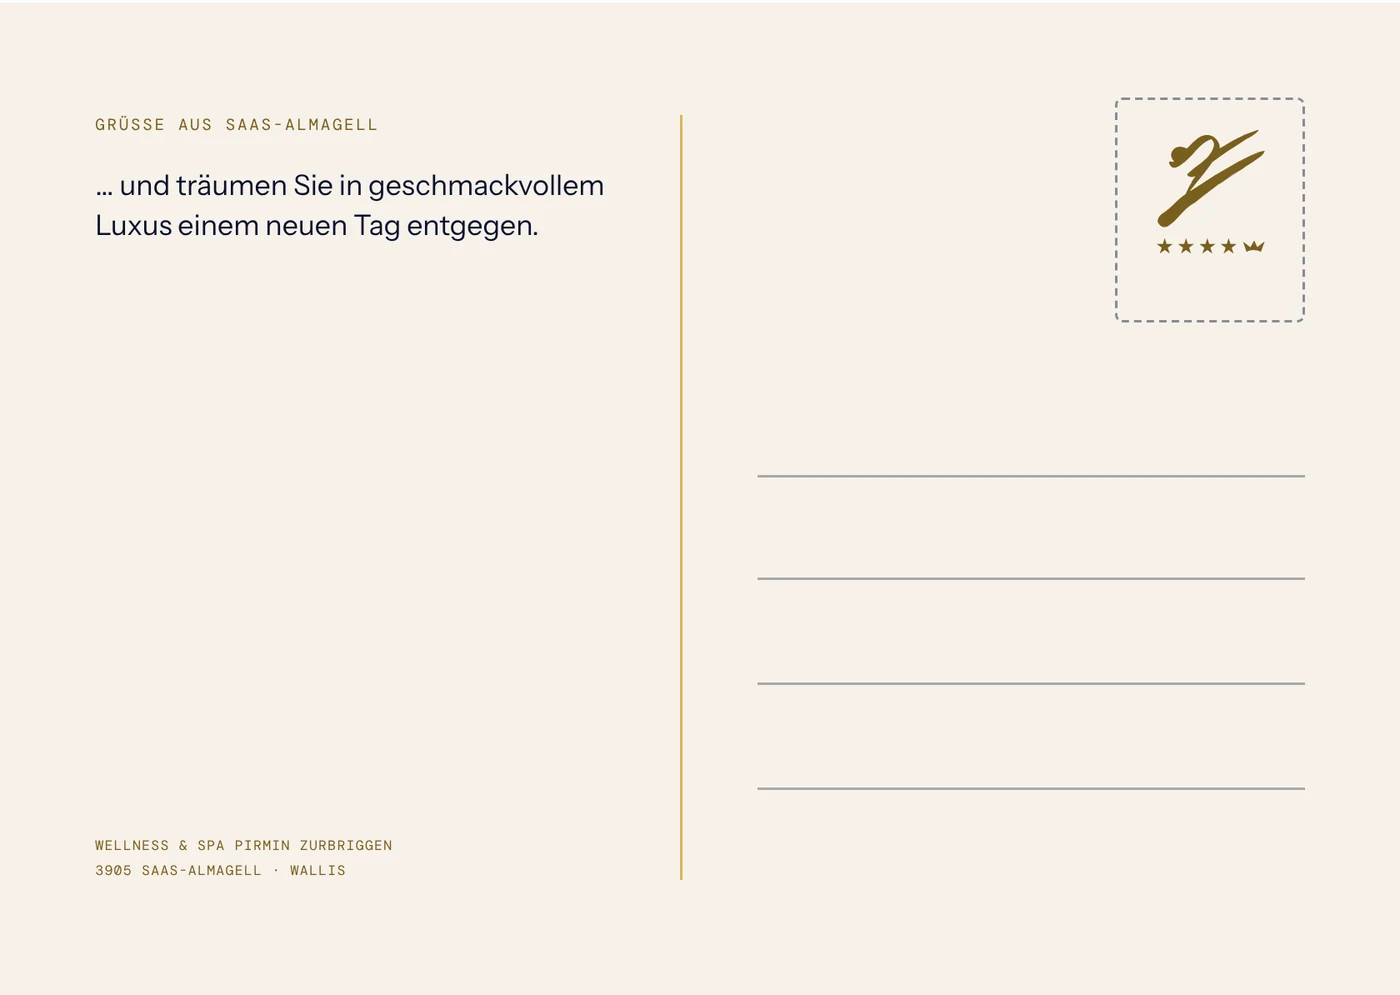 GRÜSSE AUS SAAS-ALMAGELL
... und träumen Sie in geschmackvollem
Luxus einem neuen Tag entgegen.
WELLNESS & SPA PIRMIN ZURBRIGGEN
3905 SAAS-ALMAGELL · WALLIS